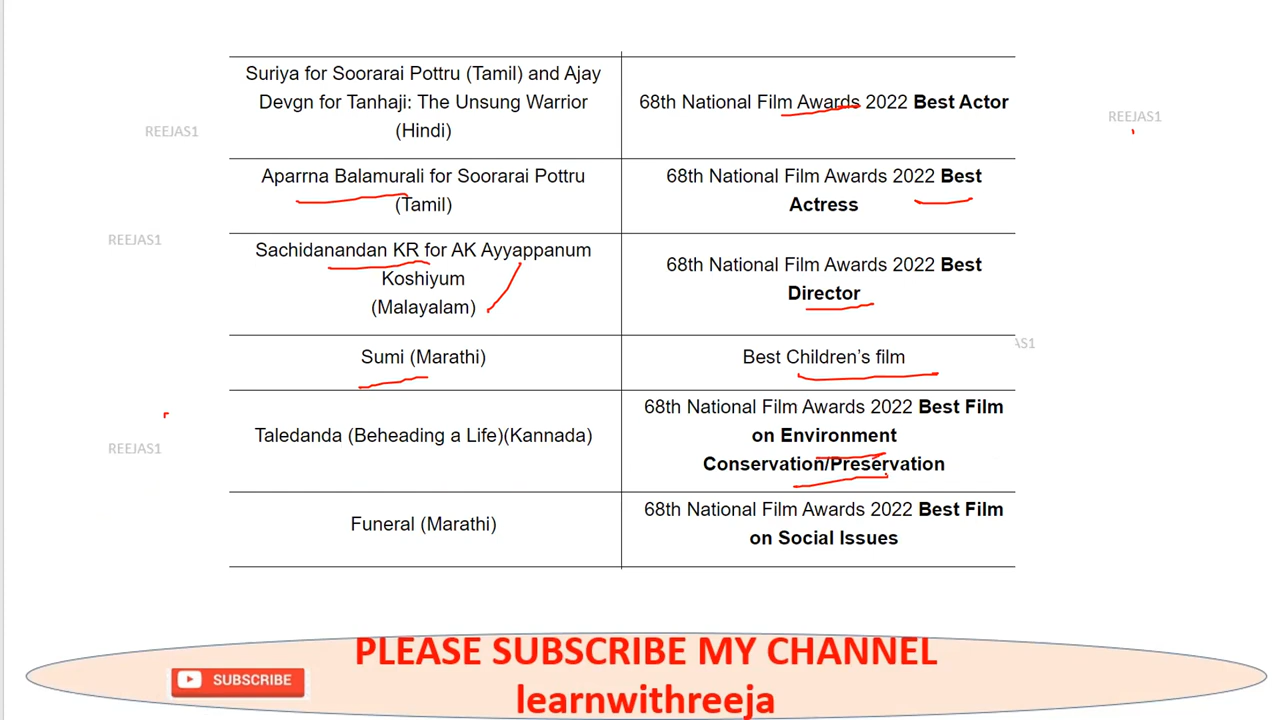 Suriya for Soorarai Pottru (Tamil) and Ajay
Devgn for Tanhaji: The Unsung Warrior
(Hindi)
68th National Film Awards 2022 Best Actor
REEJAS1
REEJAS1
Aparrna Balamurali for Soorarai Pottru
(Tamil)
68th National Film Awards 2022 Best
Actress
REEJAS1
Sachidanandan KR for AK Ayyappanum
Koshiyum
(Malayalam)
68th National Film Awards 2022 Best
Director
Sumi (Marathi)
Best Children's film
AS1
Taledanda (Beheading a Life)(Kannada)
68th National Film Awards 2022 Best Film
on Environment
Conservation/Preservation
REEJAS1
Funeral (Marathi)
68th National Film Awards 2022 Best Film
on Social Issues
PLEASE SUBSCRIBE MY CHANNEL
SUBSCRIBE
learnwithreeja